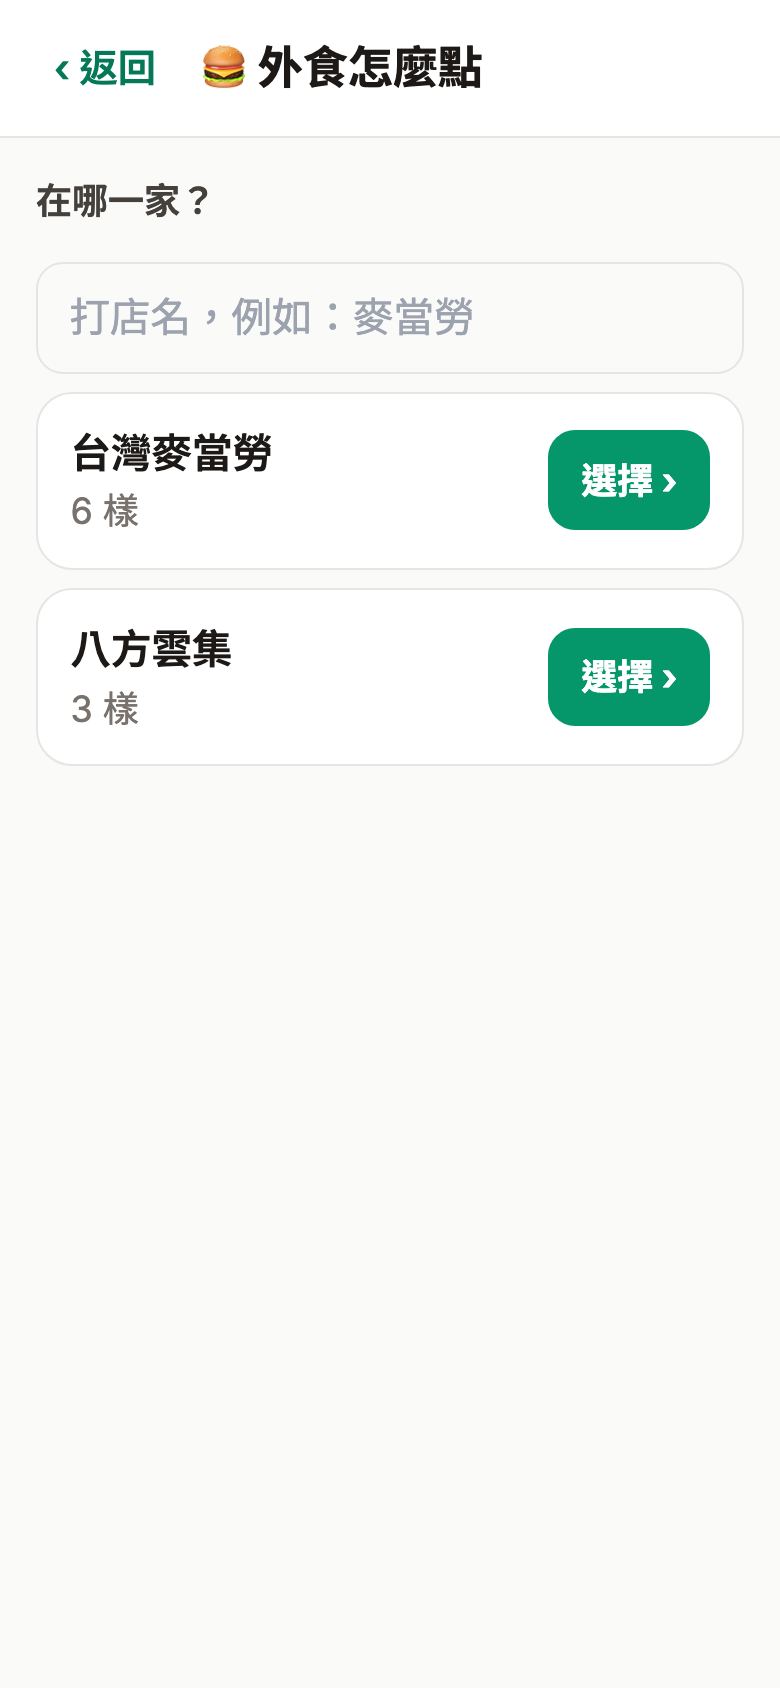 ‹ 返回 🍔 外食怎麼點
在哪一家？
打店名，例如：麥當勞
台灣麥當勞
6 樣
選擇 ›
八方雲集
3 樣
選擇 ›